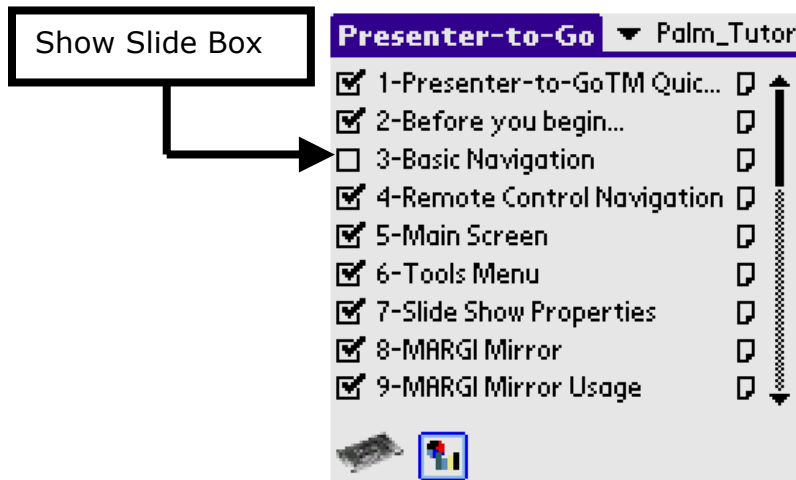 Show Slide Box
Presenter-to-Go Palm_Tutor
1-Presenter-to-GoTM Quic...
2-Before you begin...
3-Basic Navigation
4-Remote Control Navigation
5-Main Screen
6-Tools Menu
7-Slide Show Properties
8-MARGI Mirror
9-MARGI Mirror Usage